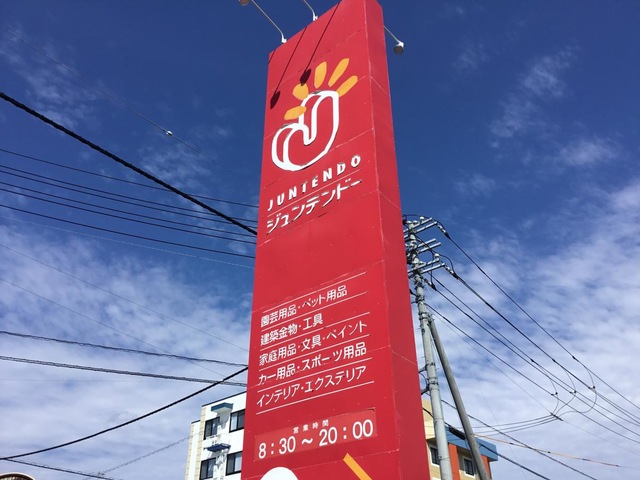 JUNTENDO
ジュンテンドー
園芸用品・ペット用品
建築金物・工具
家庭用品・文具・ペイント
カー用品・スポーツ用品
インテリア・エクステリア
営業時間
8:30～20:00